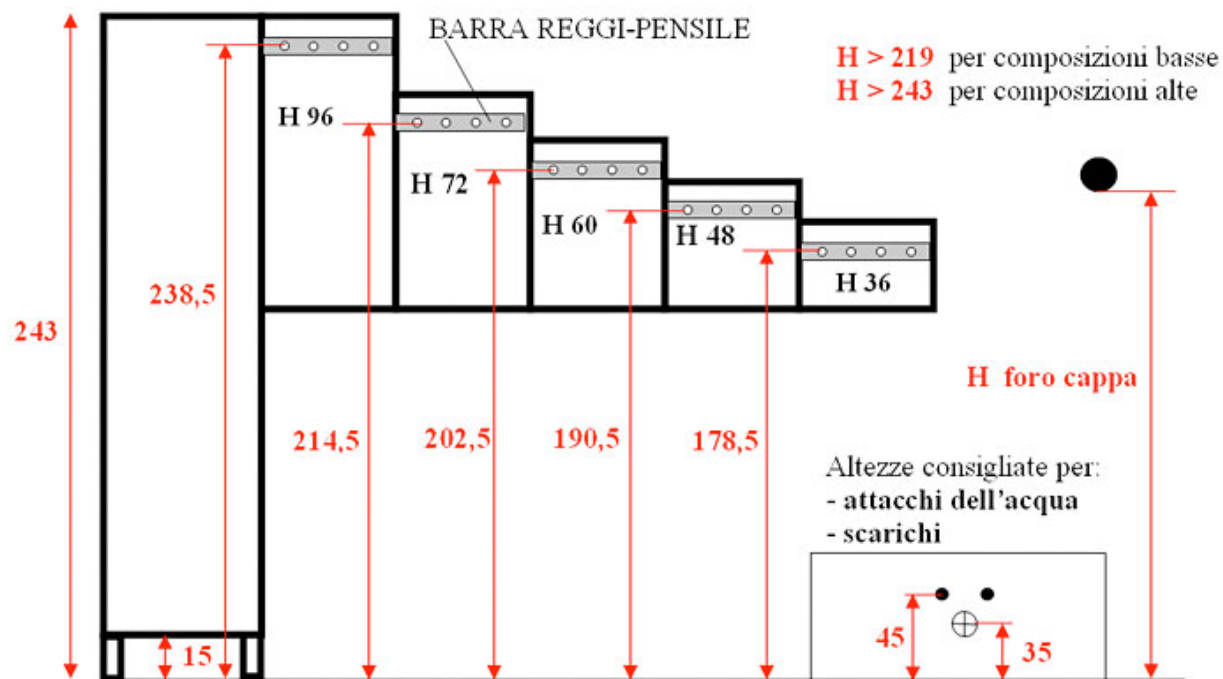 BARRA REGGI-PENSILE
H > 219 per composizioni basse
H > 243 per composizioni alte
H 96
H 72
H 60
H 48
H 36
238,5
243
H foro cappa
214,5
202,5
190,5
178,5
Altezze consigliate per:
- attacchi dell’acqua
- scarichi
45
35
15